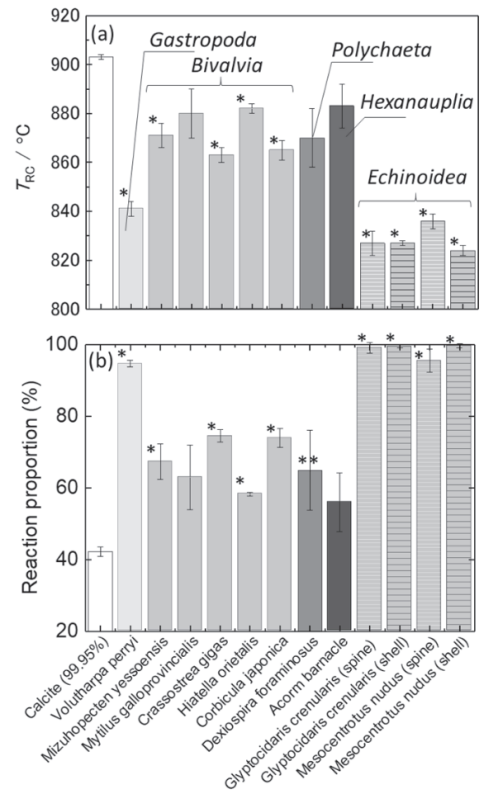 (a)
920
900
880
860
840
820
800
T_RC / °C
Gastropoda
Bivalvia
Polychaeta
Hexanauplia
Echinoidea
*
*
*
*
*
*
*
*
*
(b)
100
80
60
40
20
Reaction proportion (%)
*
*
*
*
*
**
*
*
*
*
Calcite (99.95%)
Voultharpa perryi
Mizuhopecten yessoensis
Mytilus galloprovincialis
Crassostrea gigas
Hiatella orietalis
Corbicula japonica
Dexiospira foraminosus
Acorn barnacle
Glyptocidaris crenularis (spine)
Glyptocidaris crenularis (shell)
Mesocentrotus nudus (spine)
Mesocentrotus nudus (shell)